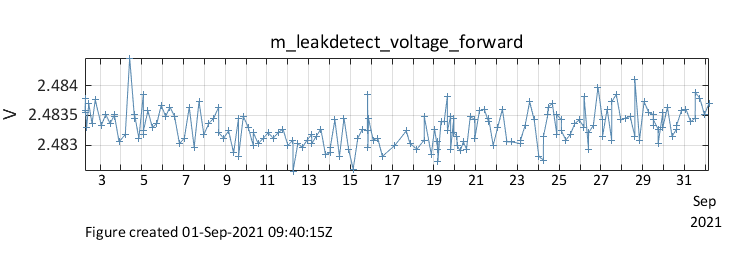 m_leakdetect_voltage_forward
V
2.484
2.4835
2.483
3 5 7 9 11 13 15 17 19 21 23 25 27 29 31
Sep
2021
Figure created 01-Sep-2021 09:40:15Z